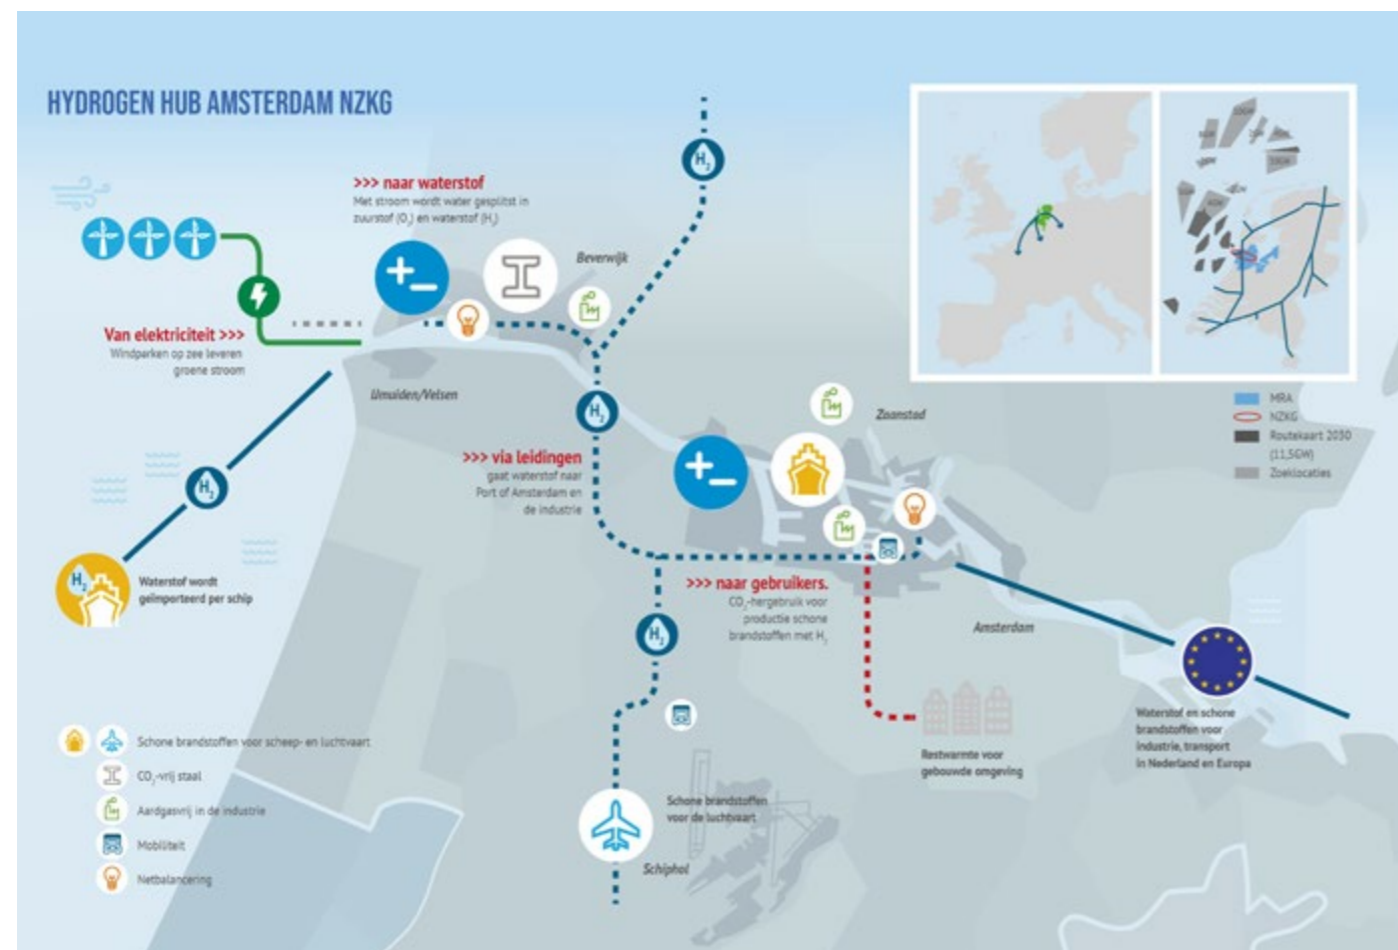 HYDROGEN HUB AMSTERDAM NZKG
>>> naar waterstof
Met stroom wordt water gesplitst in
zuurstof (O₂) en waterstof (H₂)
H₂
Beverwijk
Van elektriciteit >>>
Windparken op zee leveren
groene stroom
IJmuiden/Velsen
H₂
Zaanstad
>>> via leidingen
gaat waterstof naar
Port of Amsterdam en
de industrie
H₂
H₂
Waterstof wordt
geïmporteerd per schip
>>> naar gebruikers.
CO₂-hergebruik voor
productie schone
brandstoffen met H₂
H₂
Amsterdam
Waterstof en schone
brandstoffen voor
industrie, transport
in Nederland en Europa
Restwarmte voor
gebouwde omgeving
Schone brandstoffen
voor de luchtvaart
Schiphol
MRA
NZKG
Routekaart 2030
(11,5GW)
Zoeklocaties
Schone brandstoffen voor scheep- en luchtvaart
CO₂-vrij staal
Aardgasvrij in de industrie
Mobiliteit
Netbalancering